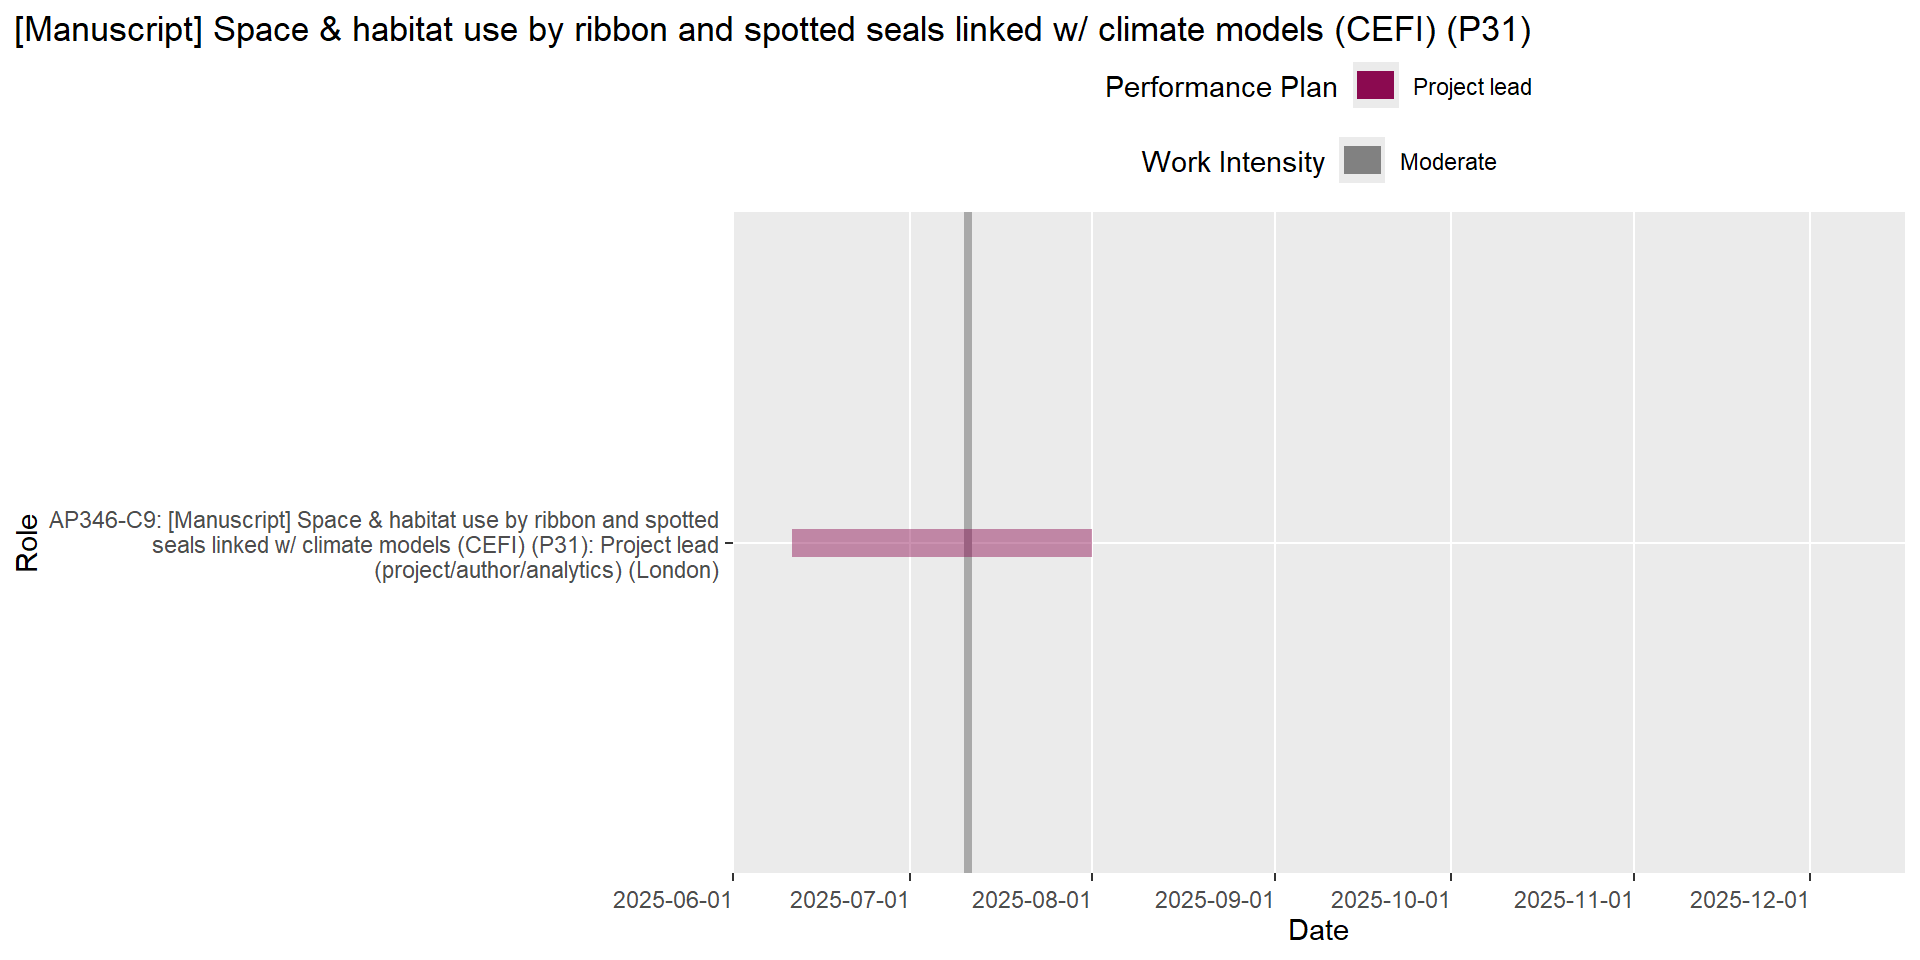 [Manuscript] Space & habitat use by ribbon and spotted seals linked w/ climate models (CEFI) (P31)
Performance Plan Project lead
Work Intensity Moderate
Role
AP346-C9: [Manuscript] Space & habitat use by ribbon and spotted
seals linked w/ climate models (CEFI) (P31): Project lead
(project/author/analytics) (London)
2025-06-01 2025-07-01 2025-08-01 2025-09-01 2025-10-01 2025-11-01 2025-12-01
Date